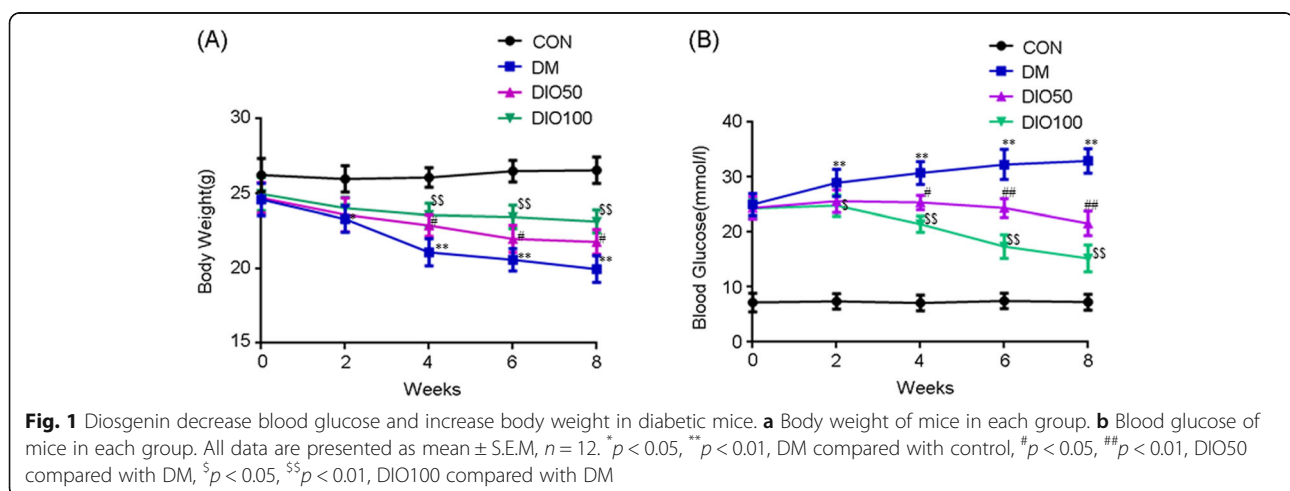 (A)
CON
DM
DIO50
DIO100
30
25
20
15
Body Weight(g)
*
** # $$
** # $$
** # $$
0 2 4 6 8
Weeks
(B)
CON
DM
DIO50
DIO100
40
30
20
10
0
Blood Glucose(mmol/l)
** ** ** **
$ # ## ##
$$ $$ $$
0 2 4 6 8
Weeks
Fig. 1 Diosgenin decrease blood glucose and increase body weight in diabetic mice. a Body weight of mice in each group. b Blood glucose of
mice in each group. All data are presented as mean ± S.E.M, n = 12. *p < 0.05, **p < 0.01, DM compared with control, #p < 0.05, ##p < 0.01, DIO50
compared with DM, $p < 0.05, $$p < 0.01, DIO100 compared with DM